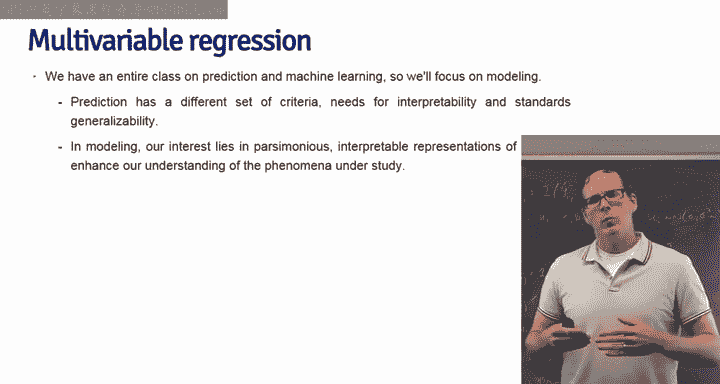 Multivariable regression
We have an entire class on prediction and machine learning, so we'll focus on modeling.
- Prediction has a different set of criteria, needs for interpretability and standards
generalizability.
- In modeling, our interest lies in parsimonious, interpretable representations of
enhance our understanding of the phenomena under study.